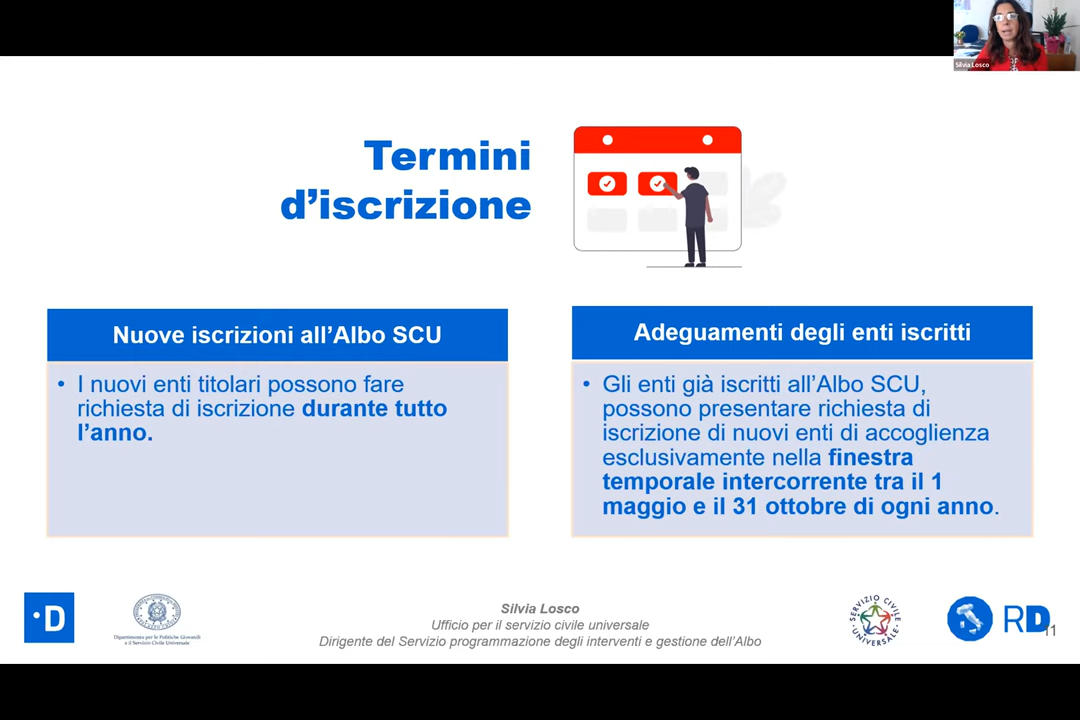 Silvia Losco
Termini
d’iscrizione
Nuove iscrizioni all’Albo SCU
• I nuovi enti titolari possono fare
richiesta di iscrizione durante tutto
l’anno.
Adeguamenti degli enti iscritti
• Gli enti già iscritti all’Albo SCU,
possono presentare richiesta di
iscrizione di nuovi enti di accoglienza
esclusivamente nella finestra
temporale intercorrente tra il 1
maggio e il 31 ottobre di ogni anno.
·D
Dipartimento per le Politiche Giovanili
e il Servizio Civile Universale
Silvia Losco
Ufficio per il servizio civile universale
Dirigente del Servizio programmazione degli interventi e gestione dell’Albo
SERVIZIO CIVILE
UNIVERSALE
RD
11